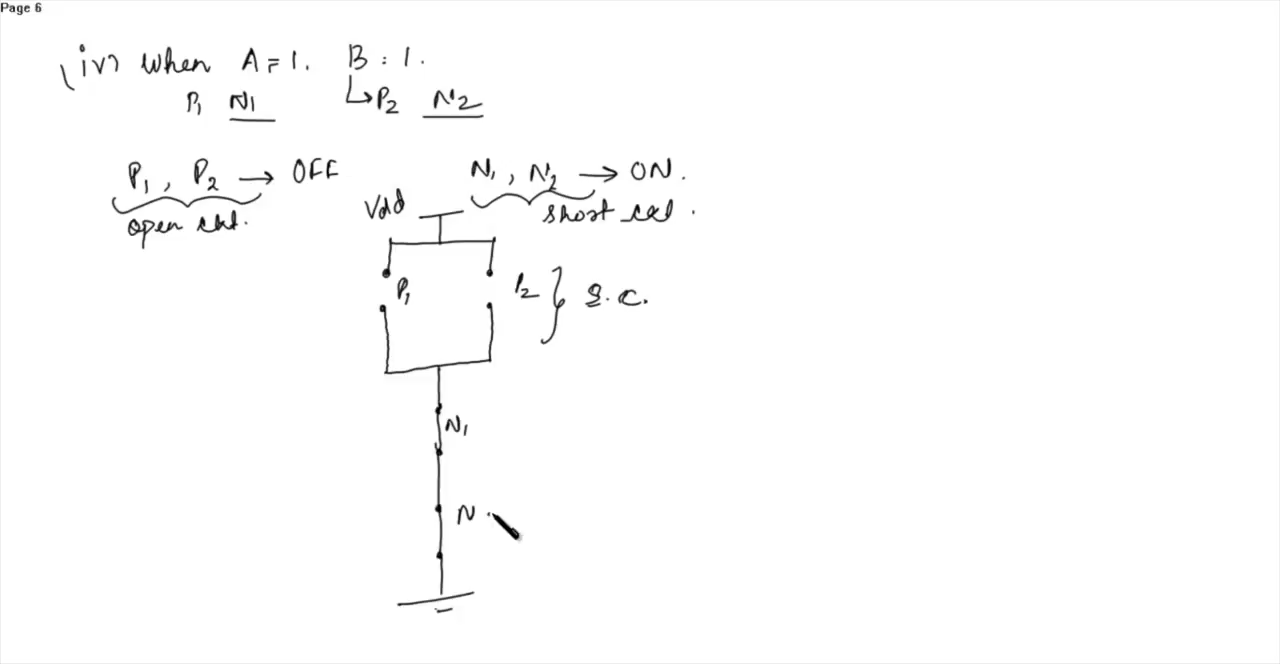 Page 6
(iv) when A = 1. B : 1.
P1 N1 ↳ P2 N2
P1, P2 → OFF N1, N2 → ON.
open ckt. short ckt.
Vdd
P1 P2 } S.C.
N1
N